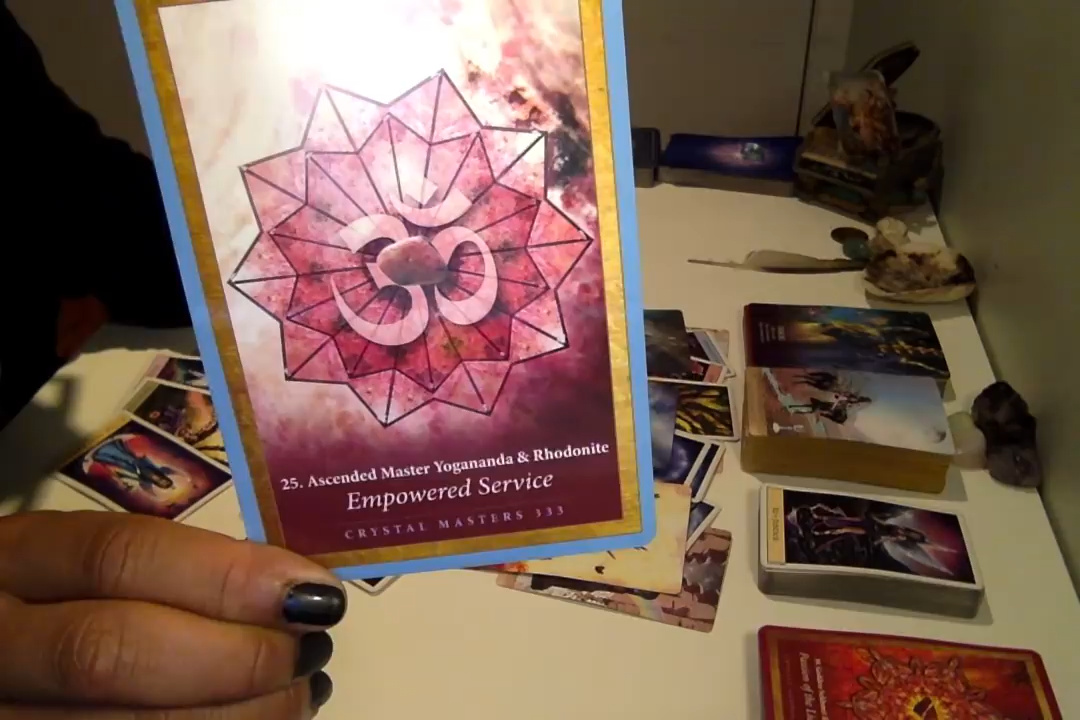 25. Ascended Master Yogananda & Rhodonite
Empowered Service
CRYSTAL MASTERS 333